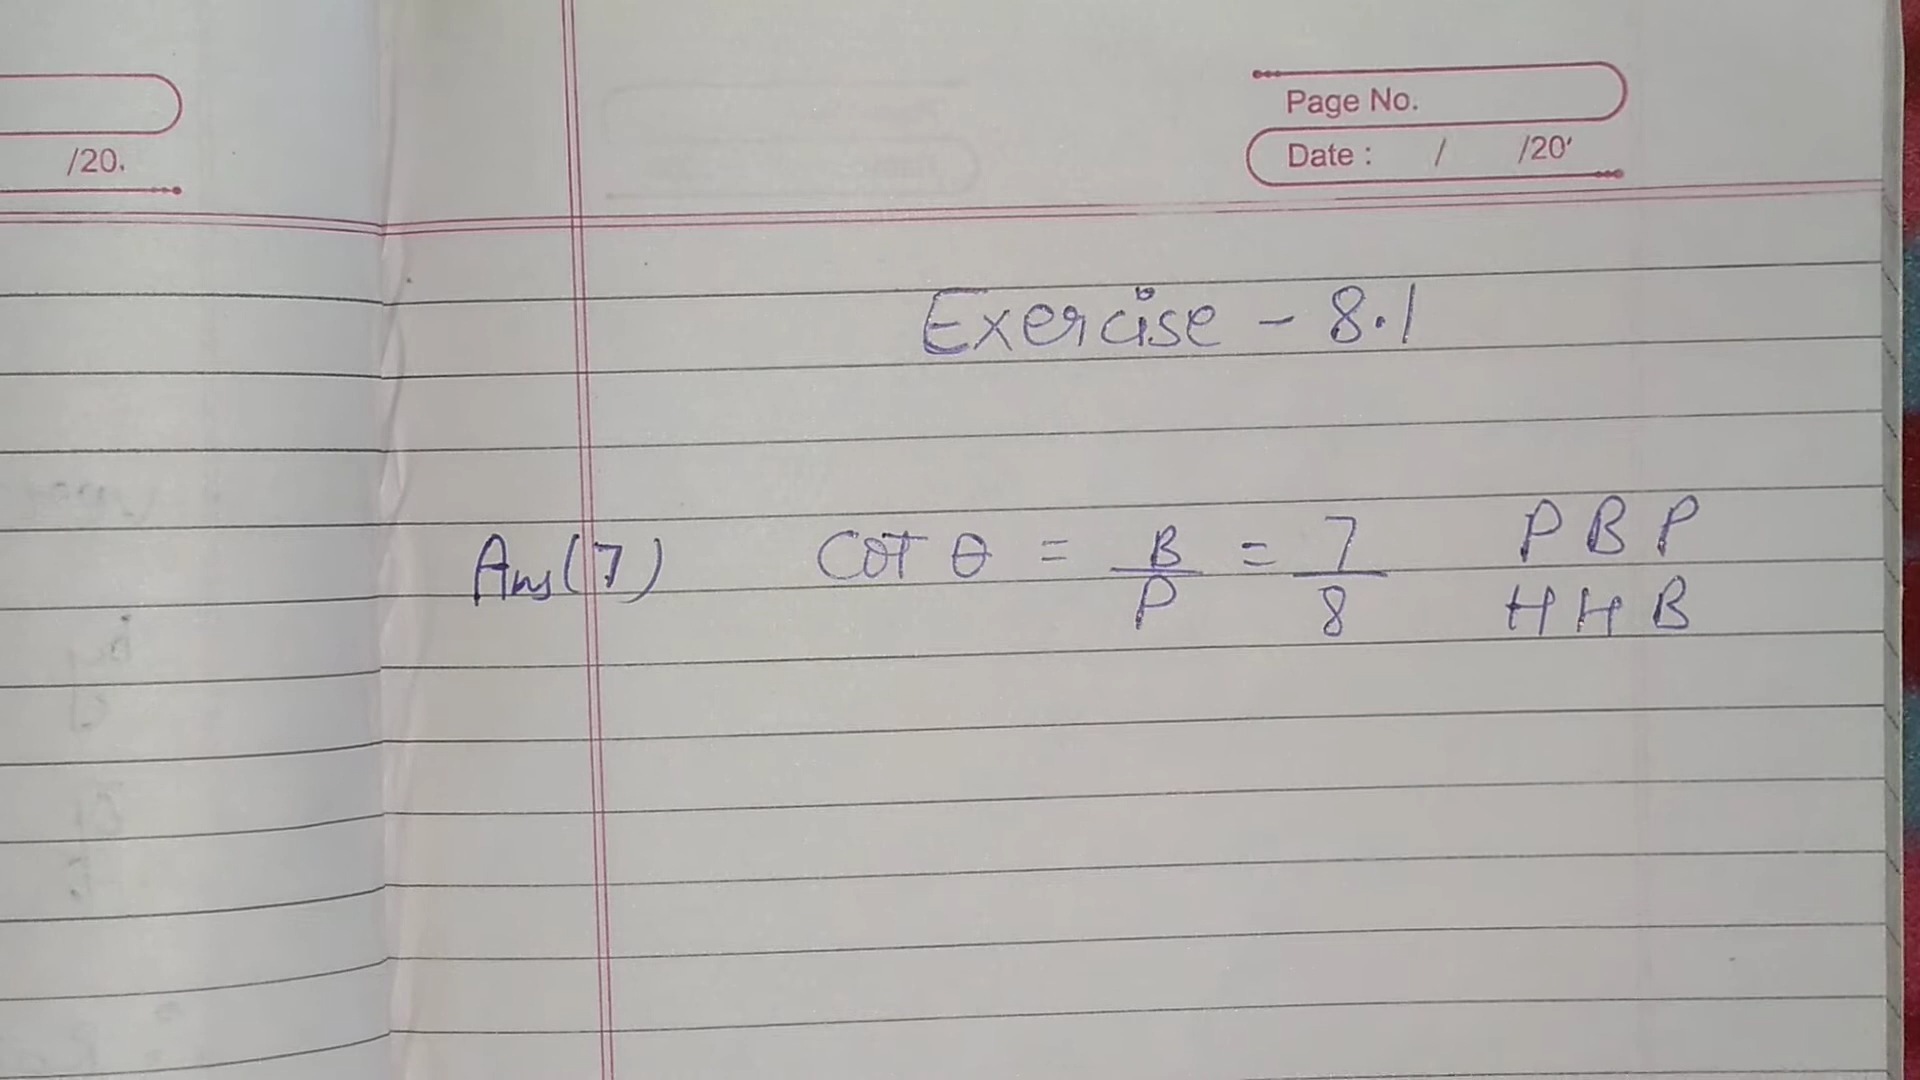 /20.
Page No.
Date : / /20
Exercise - 8.1
Ans (7) Cot θ = B/P = 7/8 P B P
H H B